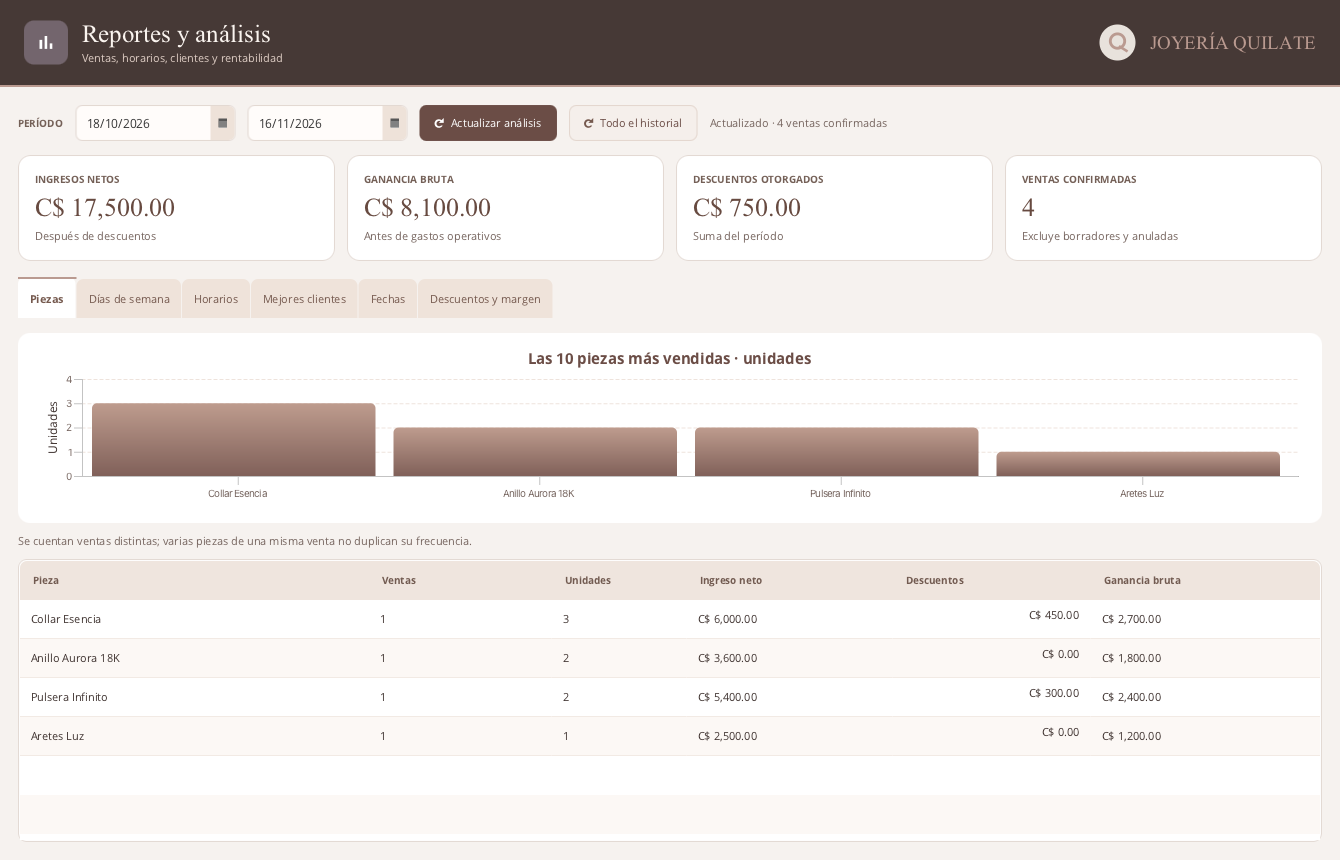 Reportes y análisis
Ventas, horarios, clientes y rentabilidad
JOYERÍA QUILATE
PERÍODO 18/10/2026 16/11/2026 Actualizar análisis Todo el historial Actualizado · 4 ventas confirmadas
INGRESOS NETOS
C$ 17,500.00
Después de descuentos
GANANCIA BRUTA
C$ 8,100.00
Antes de gastos operativos
DESCUENTOS OTORGADOS
C$ 750.00
Suma del período
VENTAS CONFIRMADAS
4
Excluye borradores y anuladas
Piezas Días de semana Horarios Mejores clientes Fechas Descuentos y margen
Las 10 piezas más vendidas · unidades
Unidades
4
3
2
1
0
Collar Esencia Anillo Aurora 18K Pulsera Infinito Aretes Luz
Se cuentan ventas distintas; varias piezas de una misma venta no duplican su frecuencia.
Pieza Ventas Unidades Ingreso neto Descuentos Ganancia bruta
Collar Esencia 1 3 C$ 6,000.00 C$ 450.00 C$ 2,700.00
Anillo Aurora 18K 1 2 C$ 3,600.00 C$ 0.00 C$ 1,800.00
Pulsera Infinito 1 2 C$ 5,400.00 C$ 300.00 C$ 2,400.00
Aretes Luz 1 1 C$ 2,500.00 C$ 0.00 C$ 1,200.00